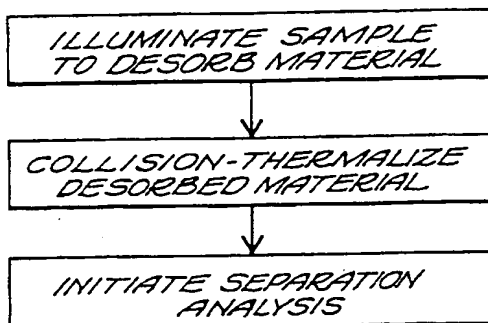 ILLUMINATE SAMPLE
TO DESORB MATERIAL
COLLISION-THERMALIZE
DESORBED MATERIAL
INITIATE SEPARATION
ANALYSIS